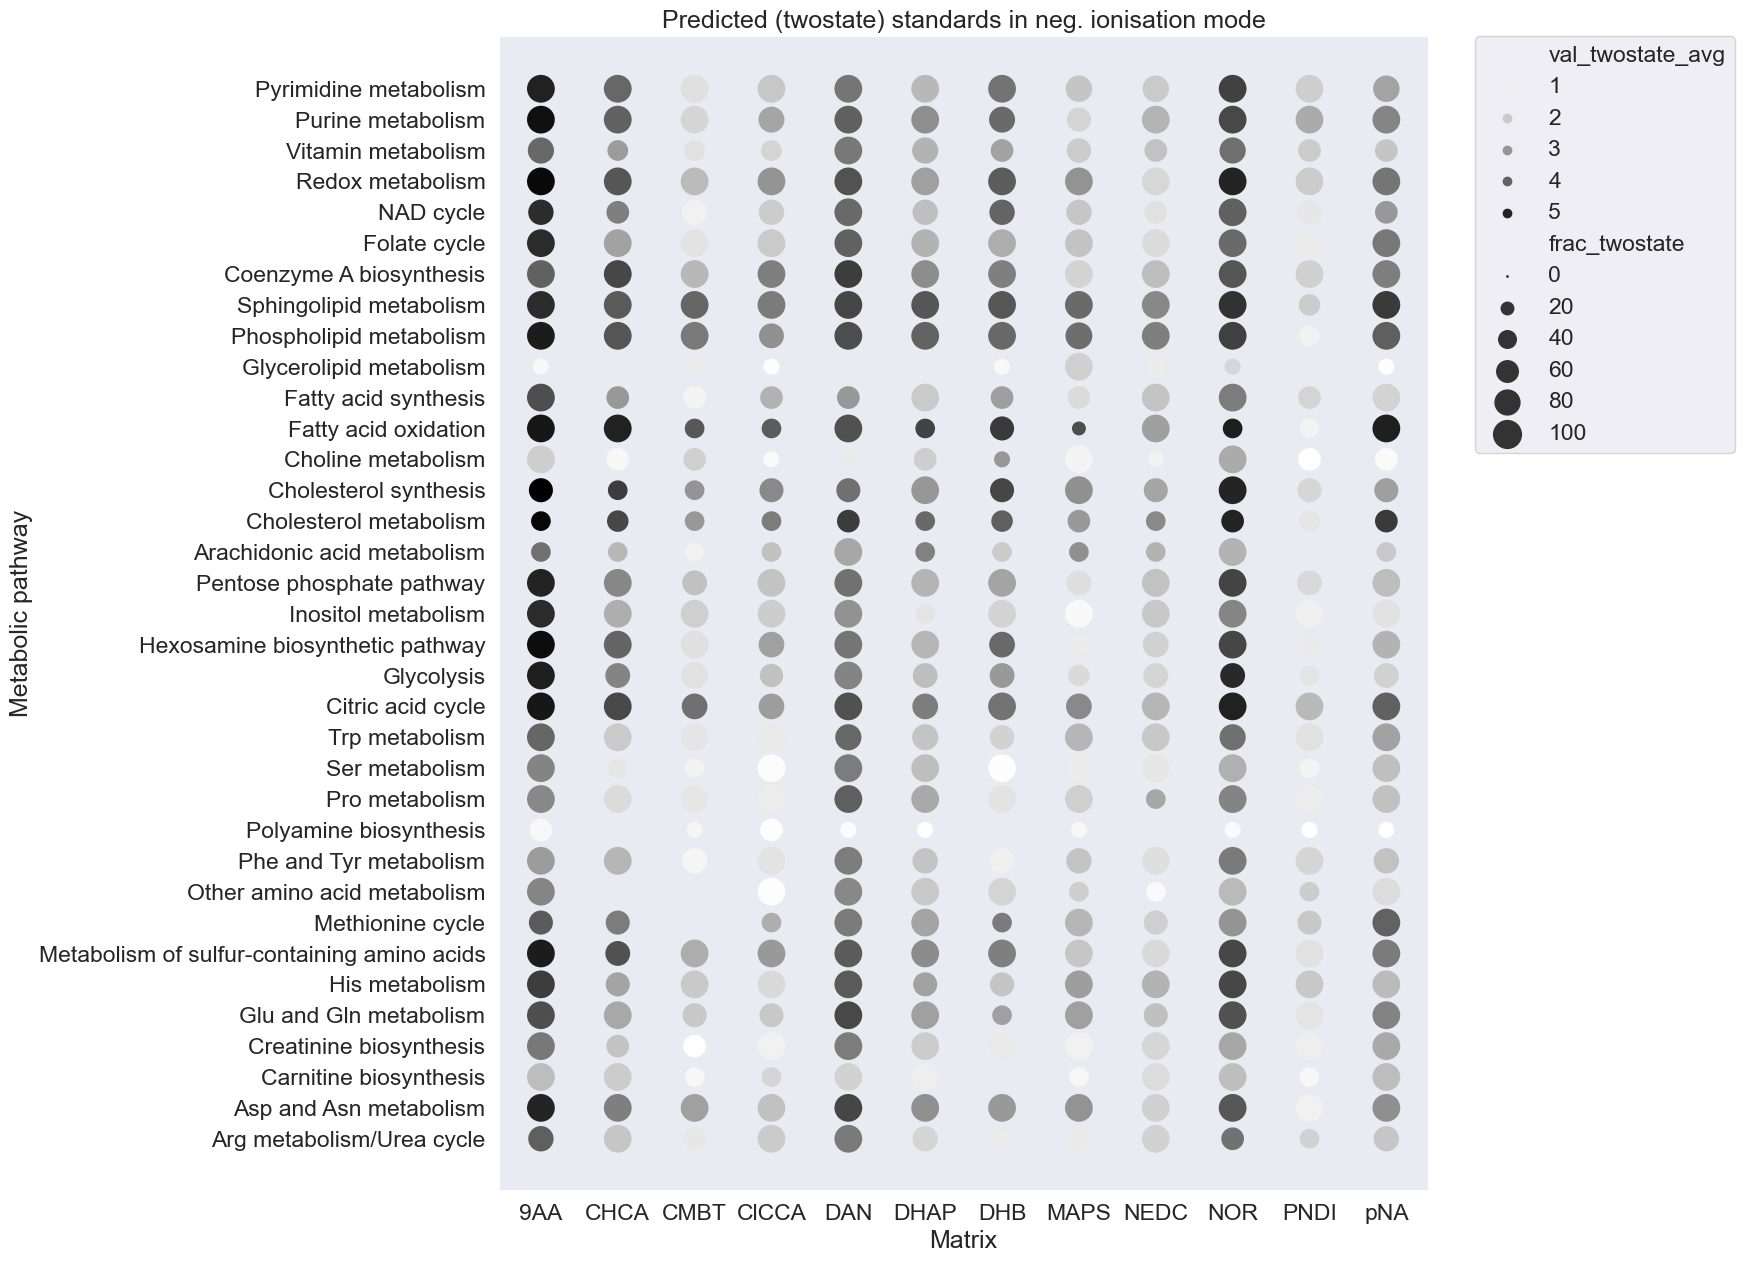 Predicted (twostate) standards in neg. ionisation mode
val_twostate_avg
1
2
3
4
5
frac_twostate
0
20
40
60
80
100
Metabolic pathway
Pyrimidine metabolism
Purine metabolism
Vitamin metabolism
Redox metabolism
NAD cycle
Folate cycle
Coenzyme A biosynthesis
Sphingolipid metabolism
Phospholipid metabolism
Glycerolipid metabolism
Fatty acid synthesis
Fatty acid oxidation
Choline metabolism
Cholesterol synthesis
Cholesterol metabolism
Arachidonic acid metabolism
Pentose phosphate pathway
Inositol metabolism
Hexosamine biosynthetic pathway
Glycolysis
Citric acid cycle
Trp metabolism
Ser metabolism
Pro metabolism
Polyamine biosynthesis
Phe and Tyr metabolism
Other amino acid metabolism
Methionine cycle
Metabolism of sulfur-containing amino acids
His metabolism
Glu and Gln metabolism
Creatinine biosynthesis
Carnitine biosynthesis
Asp and Asn metabolism
Arg metabolism/Urea cycle
9AA CHCA CMBT ClCCA DAN DHAP DHB MAPS NEDC NOR PNDI pNA
Matrix